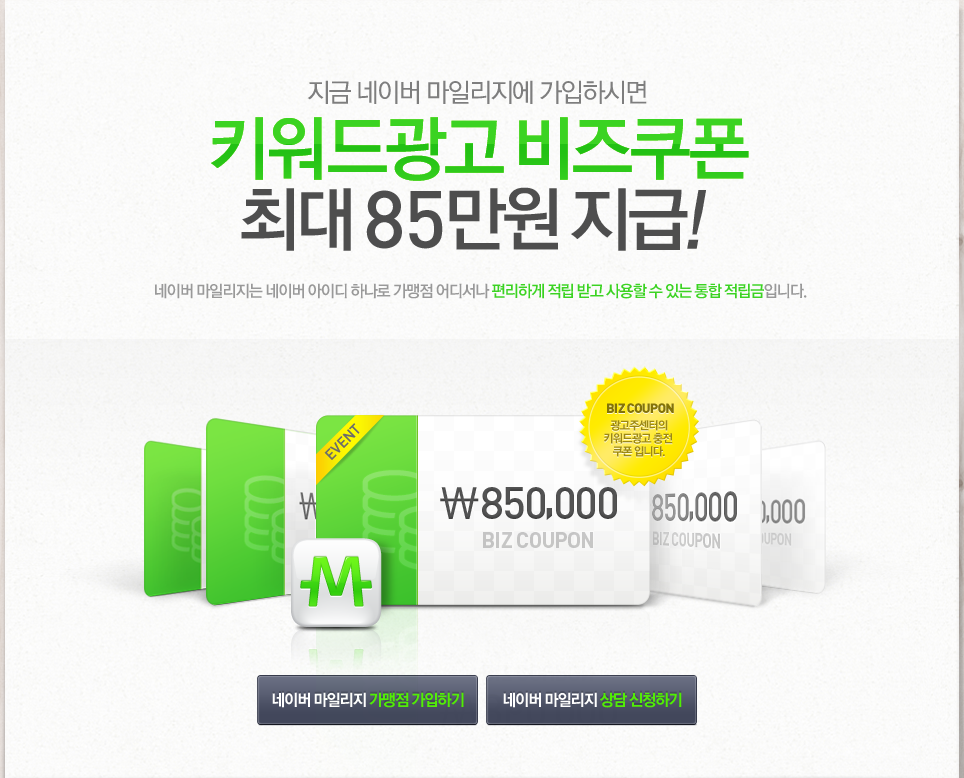 지금 네이버 마일리지에 가입하시면
키워드광고 비즈쿠폰
최대 85만원 지급!
네이버 마일리지는 네이버 아이디 하나로 가맹점 어디서나 편리하게 적립 받고 사용할 수 있는 통합 적립금입니다.
BIZ COUPON
광고주센터의
키워드광고 충전
쿠폰 입니다.
EVENT
₩
₩850,000
850,000
0,000
BIZ COUPON
BIZ COUPON
OUPON
M
네이버 마일리지 가맹점 가입하기
네이버 마일리지 상담 신청하기